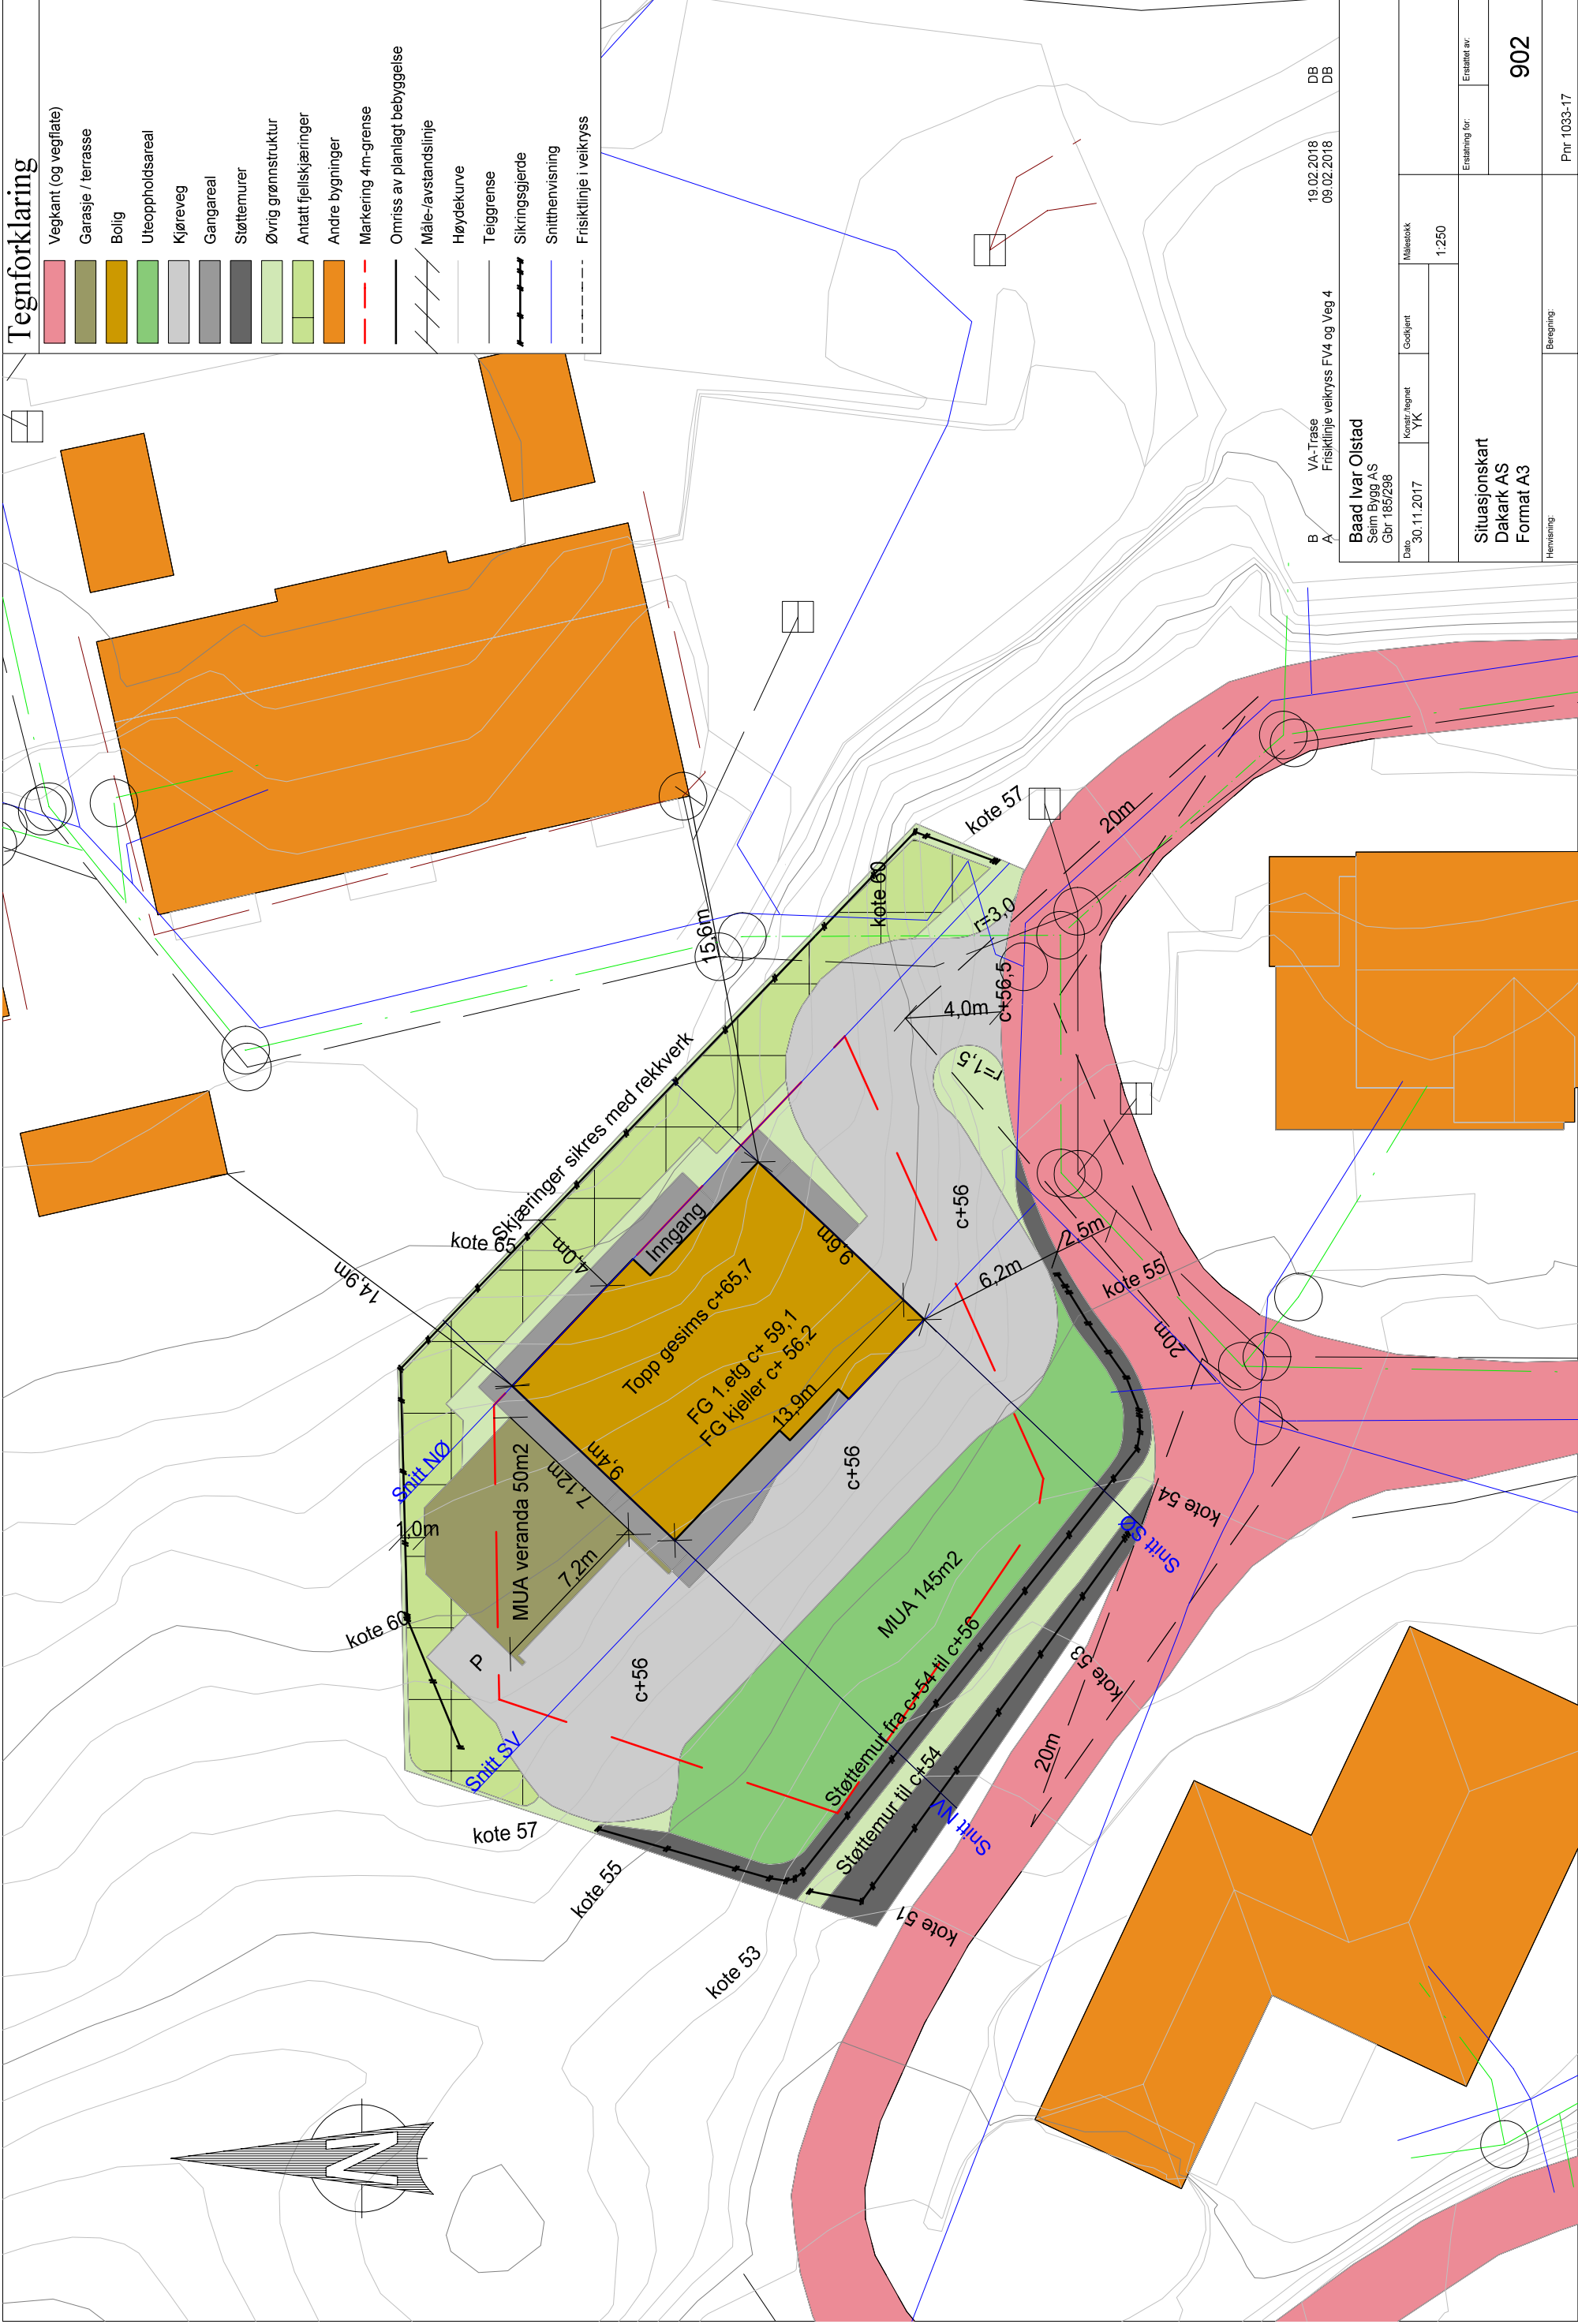 Tegnforklaring
Vegkant (og vegflate)
Garasje / terrasse
Bolig
Uteoppholdsareal
Kjøreveg
Gangareal
Støttemurer
Øvrig grønnstruktur
Antatt fjellskjæringer
Andre bygninger
Markering 4m-grense
Omriss av planlagt bebyggelse
Måle-/avstandslinje
Høydekurve
Teiggrense
Sikringsgjerde
Snitthenvisning
Frisiktlinje i veikryss
14,9m
15,6m
kote 65
Skjæringer sikres med rekkverk
4,0m
Inngang
kote 60
kote 57
r=3,0
c+56,5
4,0m
r=1,5
20m
c+56
9,6m
Topp gesims c+65,7
FG 1.etg c+ 59,1
FG kjeller c+ 56,2
13,9m
9,4m
7,12m
7,2m
MUA veranda 50m2
1,0m
Snitt NØ
kote 60
P
c+56
c+56
6,2m
2,5m
kote 55
20m
kote 54
Snitt SØ
MUA 145m2
Støttemur fra c+54 til c+56
Støttemur til c+54
kote 53
20m
Snitt NV
Snitt SV
kote 57
kote 55
kote 53
kote 51
N
B VA-Trase 19.02.2018 DB
A Frisiktlinje veikryss FV4 og Veg 4 09.02.2018 DB
Baad Ivar Olstad
Seim Bygg AS
Gbr 185/298
Dato Konstr./tegnet Godkjent Målestokk
30.11.2017 YK 1:250
Situasjonskart
Dakark AS
Format A3
Erstatning for: Erstattet av:
902
Henvisning: Beregning:
Pnr 1033-17